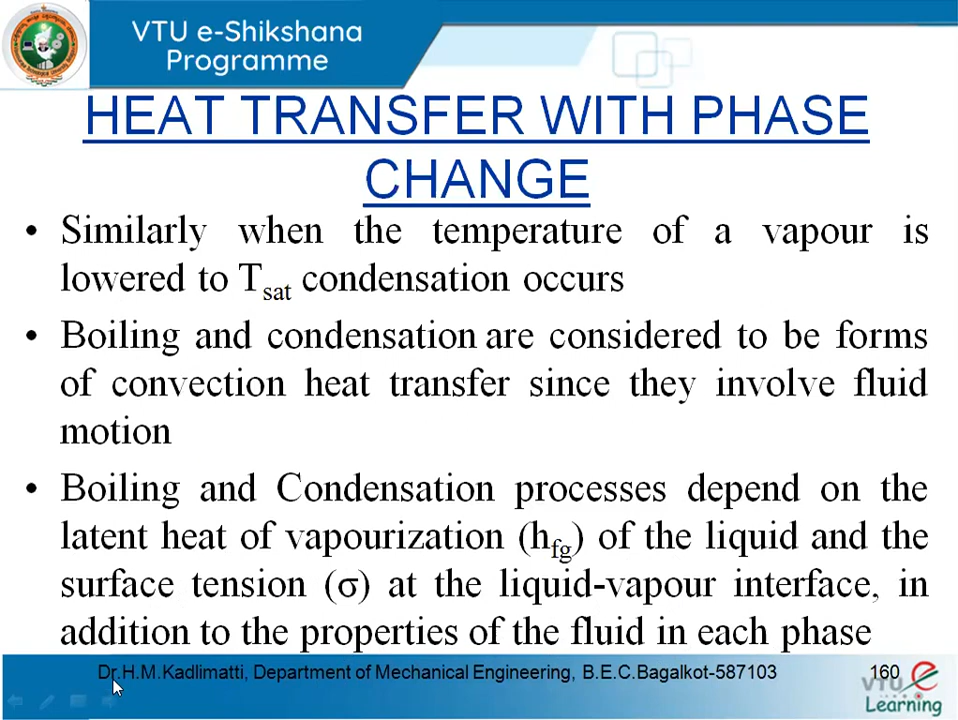 VTU e-Shikshana
Programme
HEAT TRANSFER WITH PHASE
CHANGE
• Similarly when the temperature of a vapour is
lowered to Tsat condensation occurs
• Boiling and condensation are considered to be forms
of convection heat transfer since they involve fluid
motion
• Boiling and Condensation processes depend on the
latent heat of vapourization (hfg) of the liquid and the
surface tension (σ) at the liquid-vapour interface, in
addition to the properties of the fluid in each phase
Dr.H.M.Kadlimatti, Department of Mechanical Engineering, B.E.C.Bagalkot-587103
160
VTU e
Learning